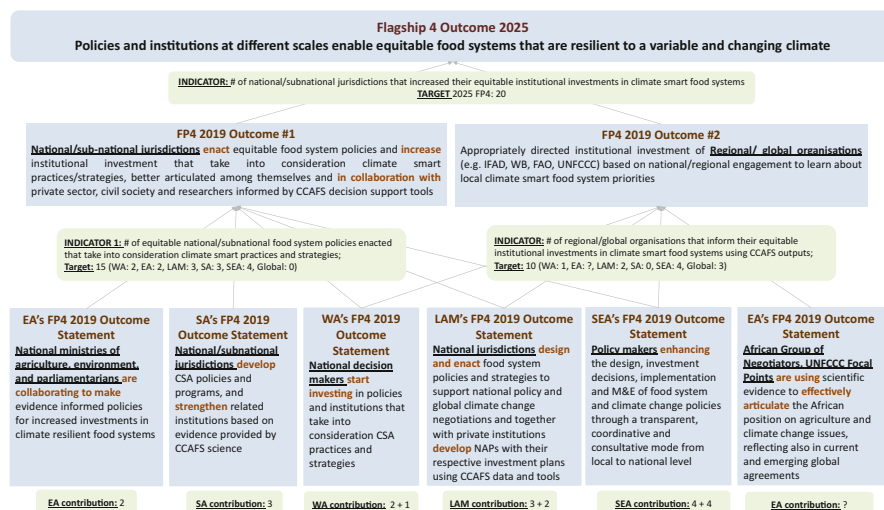 Flagship 4 Outcome 2025
Policies and institutions at different scales enable equitable food systems that are resilient to a variable and changing climate
INDICATOR: # of national/subnational jurisdictions that increased their equitable institutional investments in climate smart food systems
TARGET 2025 FP4: 20
FP4 2019 Outcome #1
National/sub-national jurisdictions enact equitable food system policies and increase
institutional investment that take into consideration climate smart
practices/strategies, better articulated among themselves and in collaboration with
private sector, civil society and researchers informed by CCAFS decision support tools
FP4 2019 Outcome #2
Appropriately directed institutional investment of Regional/ global organisations
(e.g. IFAD, WB, FAO, UNFCCC) based on national/regional engagement to learn about
local climate smart food system priorities
INDICATOR 1: # of equitable national/subnational food system policies enacted
that take into consideration climate smart practices and strategies;
Target: 15 (WA: 2, EA: 2, LAM: 3, SA: 3, SEA: 4, Global: 0)
INDICATOR: # of regional/global organisations that inform their equitable
institutional investments in climate smart food systems using CCAFS outputs;
Target: 10 (WA: 1, EA: ?, LAM: 2, SA: 0, SEA: 4, Global: 3)
EA's FP4 2019 Outcome
Statement
National ministries of
agriculture, environment,
and parliamentarians are
collaborating to make
evidence informed policies
for increased investments in
climate resilient food systems
SA's FP4 2019
Outcome Statement
National/subnational
jurisdictions develop
CSA policies and
programs, and
strengthen related
institutions based on
evidence provided by
CCAFS science
WA's FP4 2019
Outcome
Statement
National decision
makers start
investing in policies
and institutions that
take into
consideration CSA
practices and
strategies
LAM's FP4 2019 Outcome
Statement
National jurisdictions design
and enact food system
policies and strategies to
support national policy and
global climate change
negotiations and together
with private institutions
develop NAPs with their
respective investment plans
using CCAFS data and tools
SEA's FP4 2019 Outcome
Statement
Policy makers enhancing
the design, investment
decisions, implementation
and M&E of food system
and climate change policies
through a transparent,
coordinative and
consultative mode from
local to national level
EA's FP4 2019 Outcome
Statement
African Group of
Negotiators, UNFCCC Focal
Points are using scientific
evidence to effectively
articulate the African
position on agriculture and
climate change issues,
reflecting also in current
and emerging global
agreements
EA contribution: 2
SA contribution: 3
WA contribution: 2 + 1
LAM contribution: 3 + 2
SEA contribution: 4 + 4
EA contribution: ?